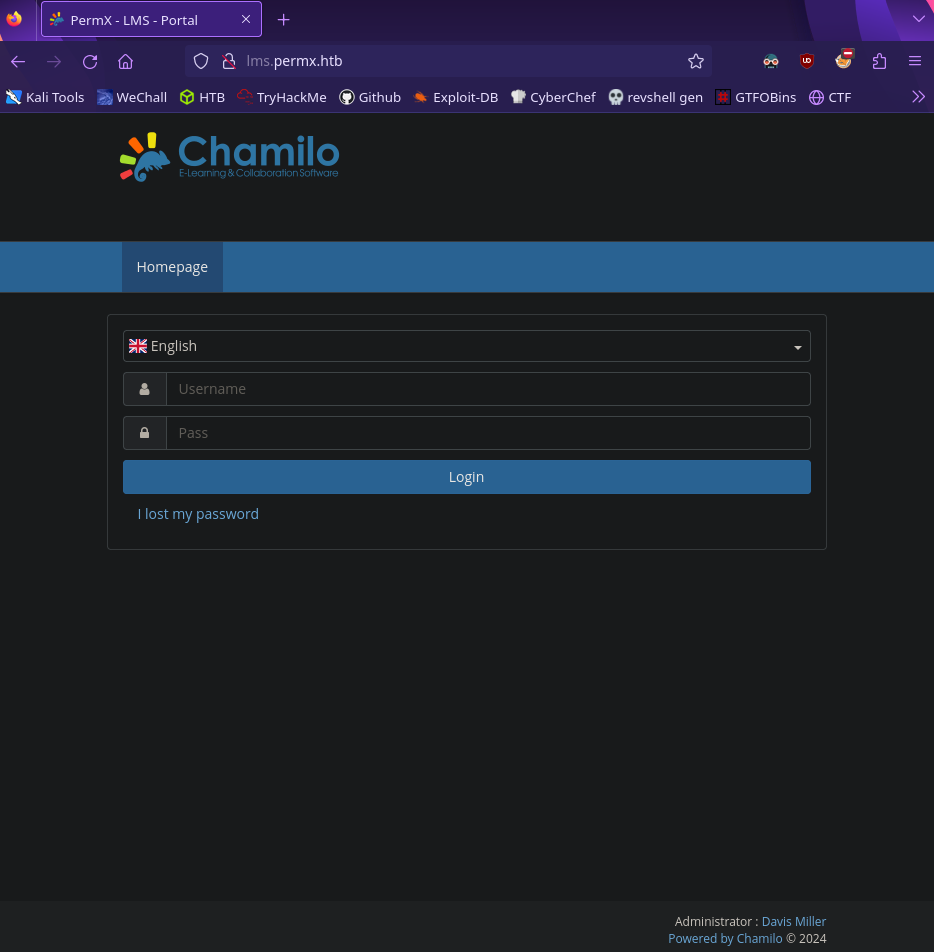 PermX - LMS - Portal
lms.permx.htb
Kali Tools WeChall HTB TryHackMe Github Exploit-DB CyberChef revshell gen GTFOBins CTF
Chamilo
E-Learning & Collaboration Software
Homepage
English
Username
Pass
Login
I lost my password
Administrator : Davis Miller
Powered by Chamilo © 2024